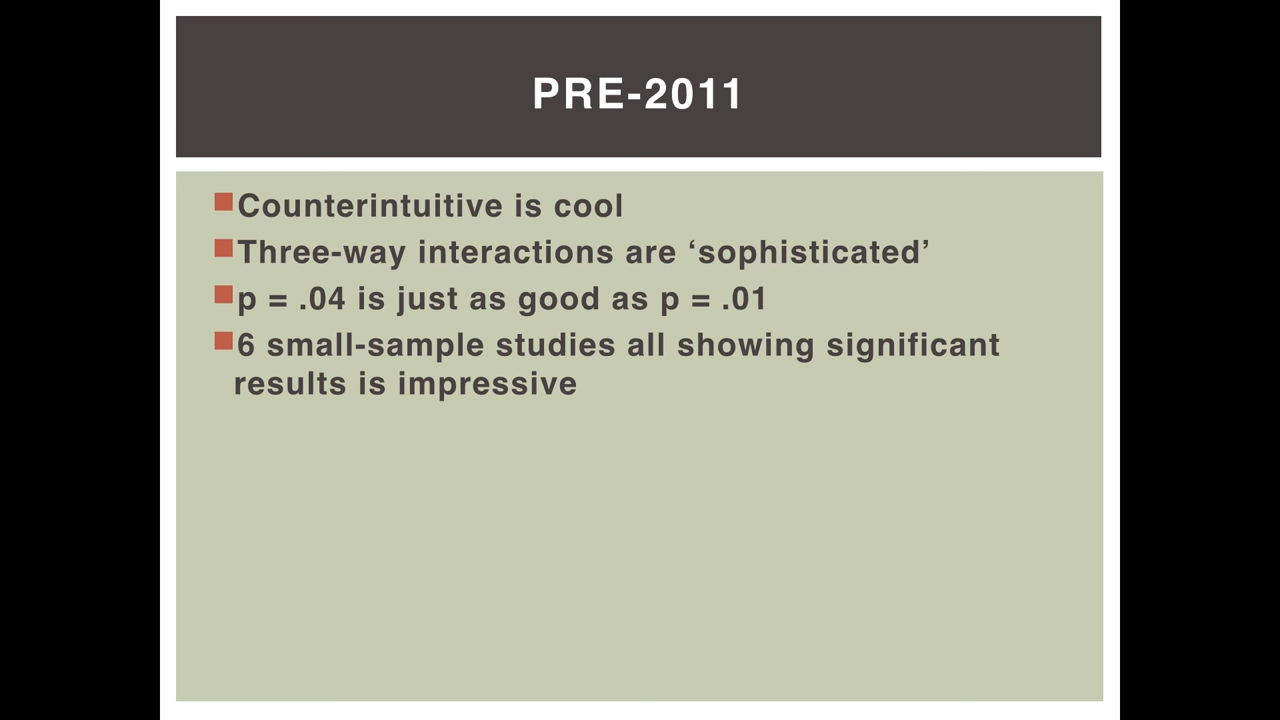 PRE-2011
Counterintuitive is cool
Three-way interactions are ‘sophisticated’
p = .04 is just as good as p = .01
6 small-sample studies all showing significant
results is impressive